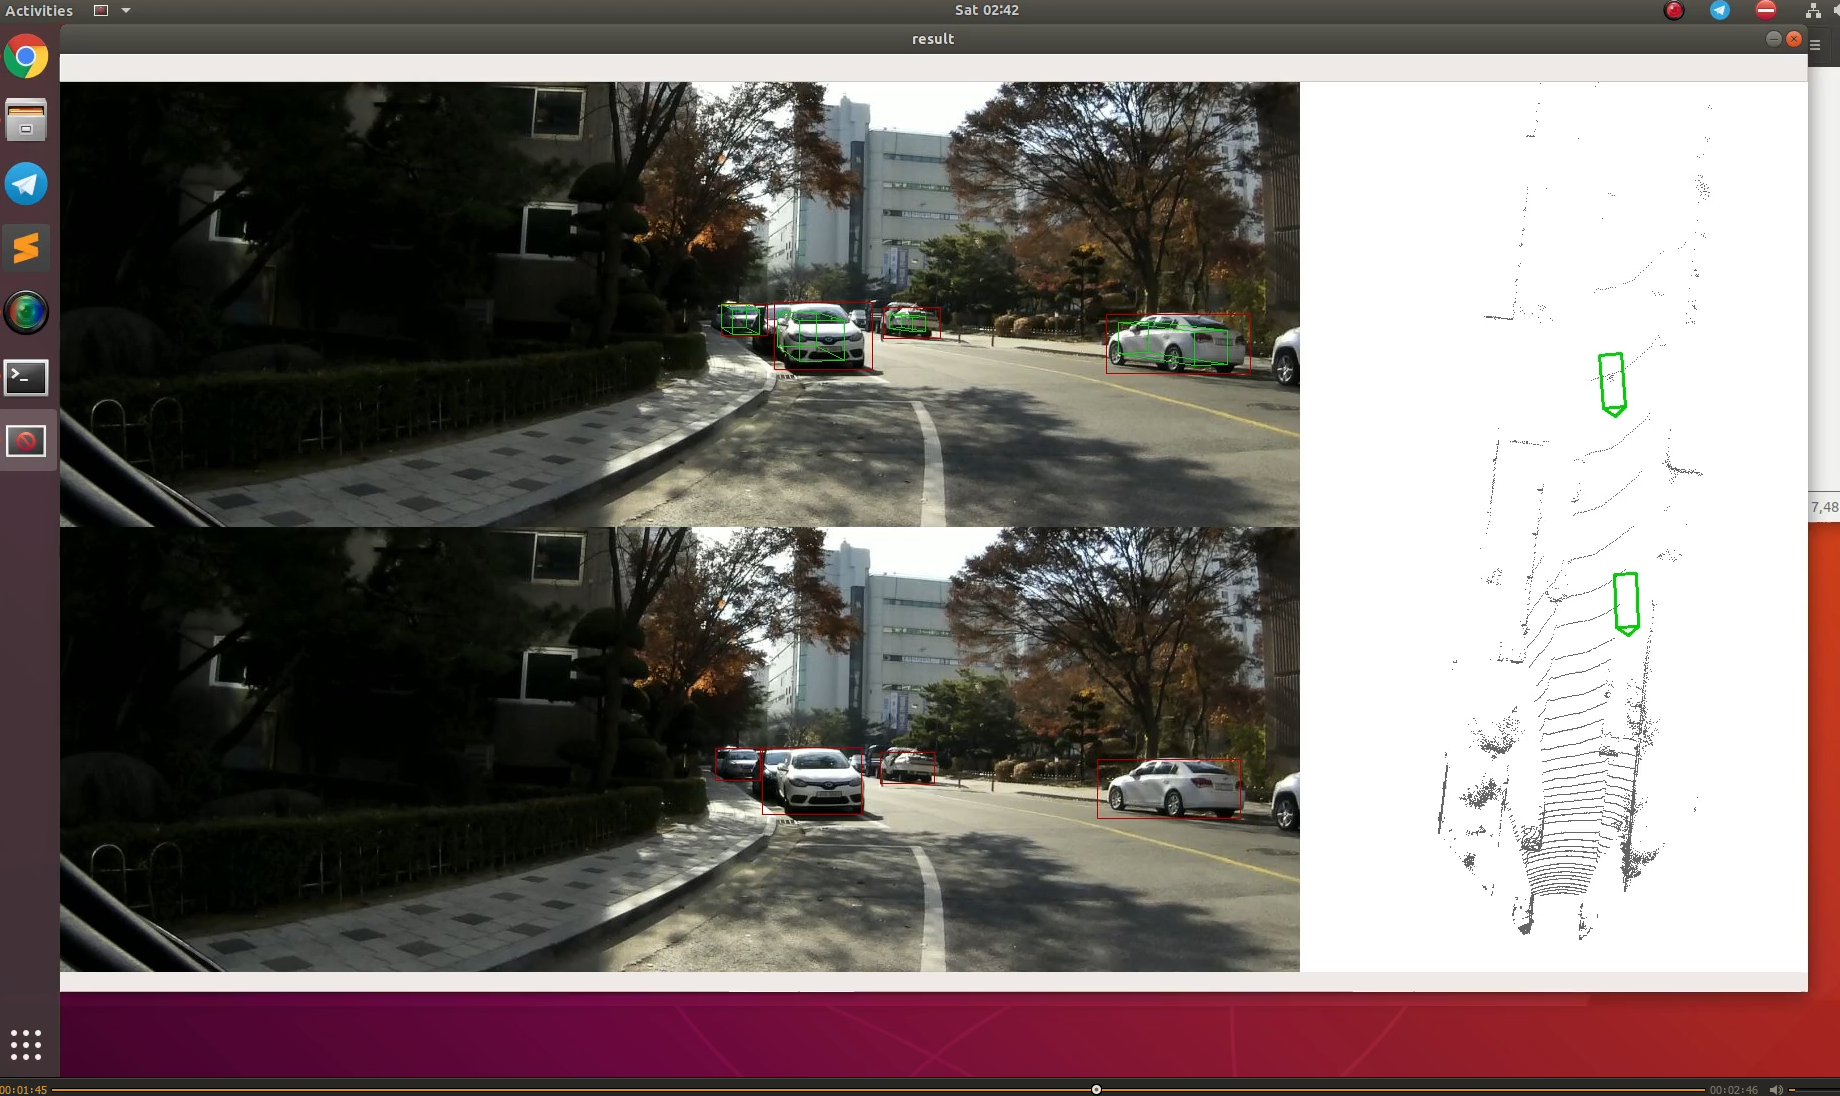 Activities
Sat 02:42
result
>_
7,48
00:01:45
00:02:46